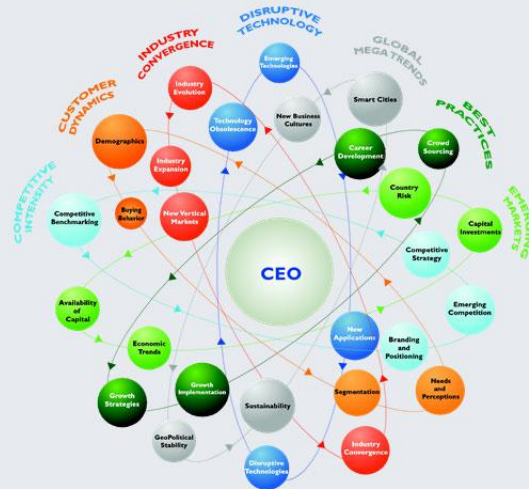 DISRUPTIVE
TECHNOLOGY
INDUSTRY
CONVERGENCE
GLOBAL
MEGA TRENDS
CUSTOMER
DYNAMICS
BEST
PRACTICES
COMPETITIVE
INTENSITY
EMERGING
MARKETS
Emerging
Technologies
Industry
Evolution
Smart Cities
Technology
Obsolescence
New Business
Cultures
Demographics
Career
Development
Crowd
Sourcing
Industry
Expansion
Country
Risk
Competitive
Benchmarking
Buying
Behavior
New Vertical
Markets
Capital
Investments
Competitive
Strategy
CEO
Availability
of
Capital
Emerging
Competition
New
Applications
Branding
and
Positioning
Economic
Trends
Growth
Strategies
Growth
Implementation
Segmentation
Needs
and
Perceptions
Sustainability
GeoPolitical
Stability
Industry
Convergence
Disruptive
Technologies